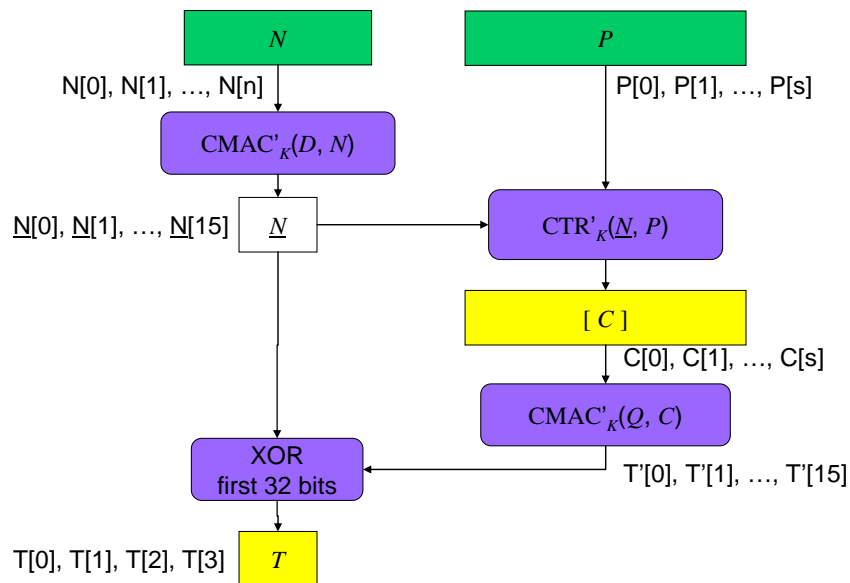 N
P
N[0], N[1], …, N[n]
P[0], P[1], …, P[s]
CMAC’K(D, N)
N[0], N[1], …, N[15]
N
CTR’K(N, P)
[ C ]
C[0], C[1], …, C[s]
CMAC’K(Q, C)
XOR
first 32 bits
T’[0], T’[1], …, T’[15]
T[0], T[1], T[2], T[3]
T